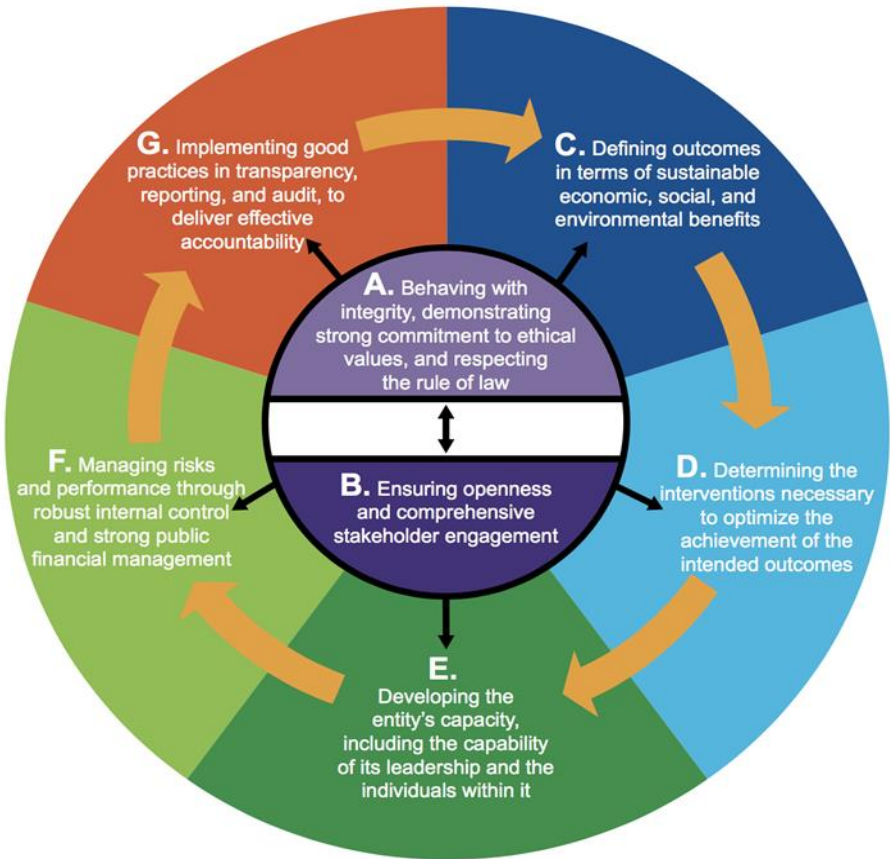 A. Behaving with
integrity, demonstrating
strong commitment to ethical
values, and respecting
the rule of law
B. Ensuring openness
and comprehensive
stakeholder engagement
C. Defining outcomes
in terms of sustainable
economic, social, and
environmental benefits
D. Determining the
interventions necessary
to optimize the
achievement of the
intended outcomes
E.
Developing the
entity's capacity,
including the capability
of its leadership and the
individuals within it
F. Managing risks
and performance through
robust internal control
and strong public
financial management
G. Implementing good
practices in transparency,
reporting, and audit, to
deliver effective
accountability